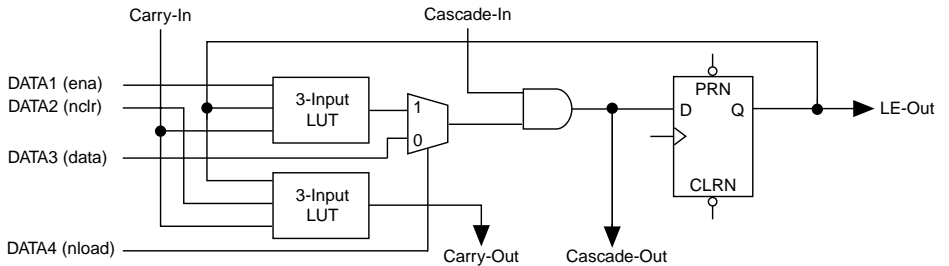 Carry-In
Cascade-In
DATA1 (ena)
DATA2 (nclr)
3-Input
LUT
1
0
PRN
D
Q
CLRN
LE-Out
DATA3 (data)
3-Input
LUT
DATA4 (nload)
Carry-Out
Cascade-Out